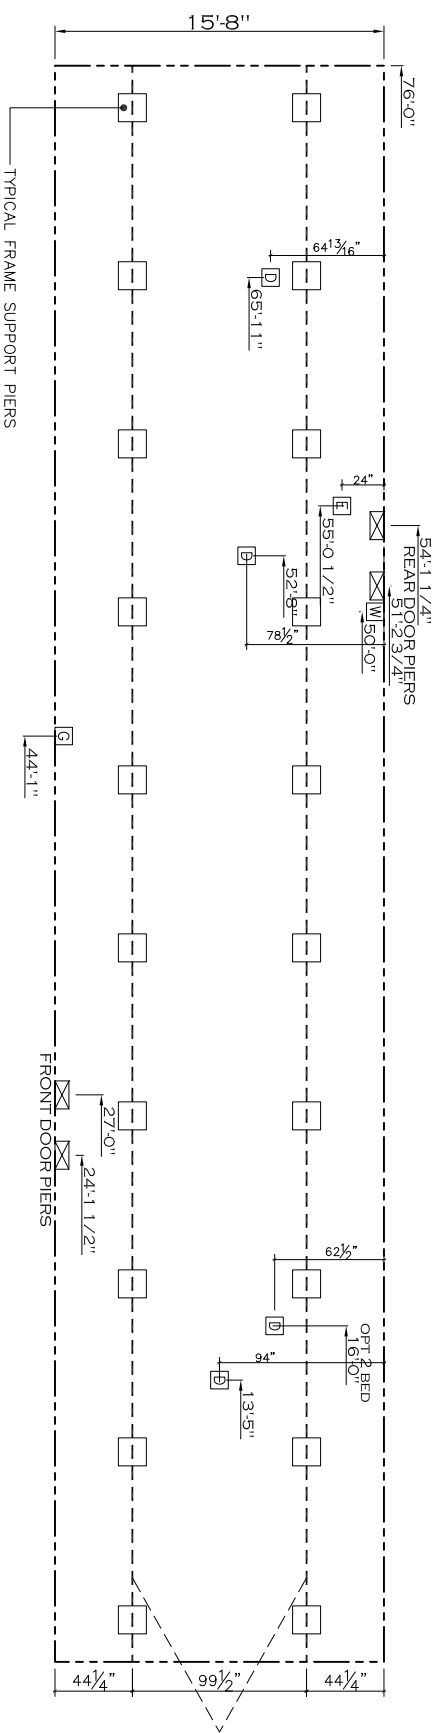 15'-8"
76'-0"
TYPICAL FRAME SUPPORT PIERS
64 13/16"
D
65'-11"
24"
E
55'-0 1/2"
54'-1 1/4"
REAR DOOR PIERS
51'-2 3/4"
W
50'-0"
D
52'-8"
78 1/2"
G
44'-1"
FRONT DOOR PIERS
27'-0"
24'-1 1/2"
62 1/2"
D
OPT 2 BED
16'-0"
94"
D
13'-5"
44 1/4"
99 1/2"
44 1/4"